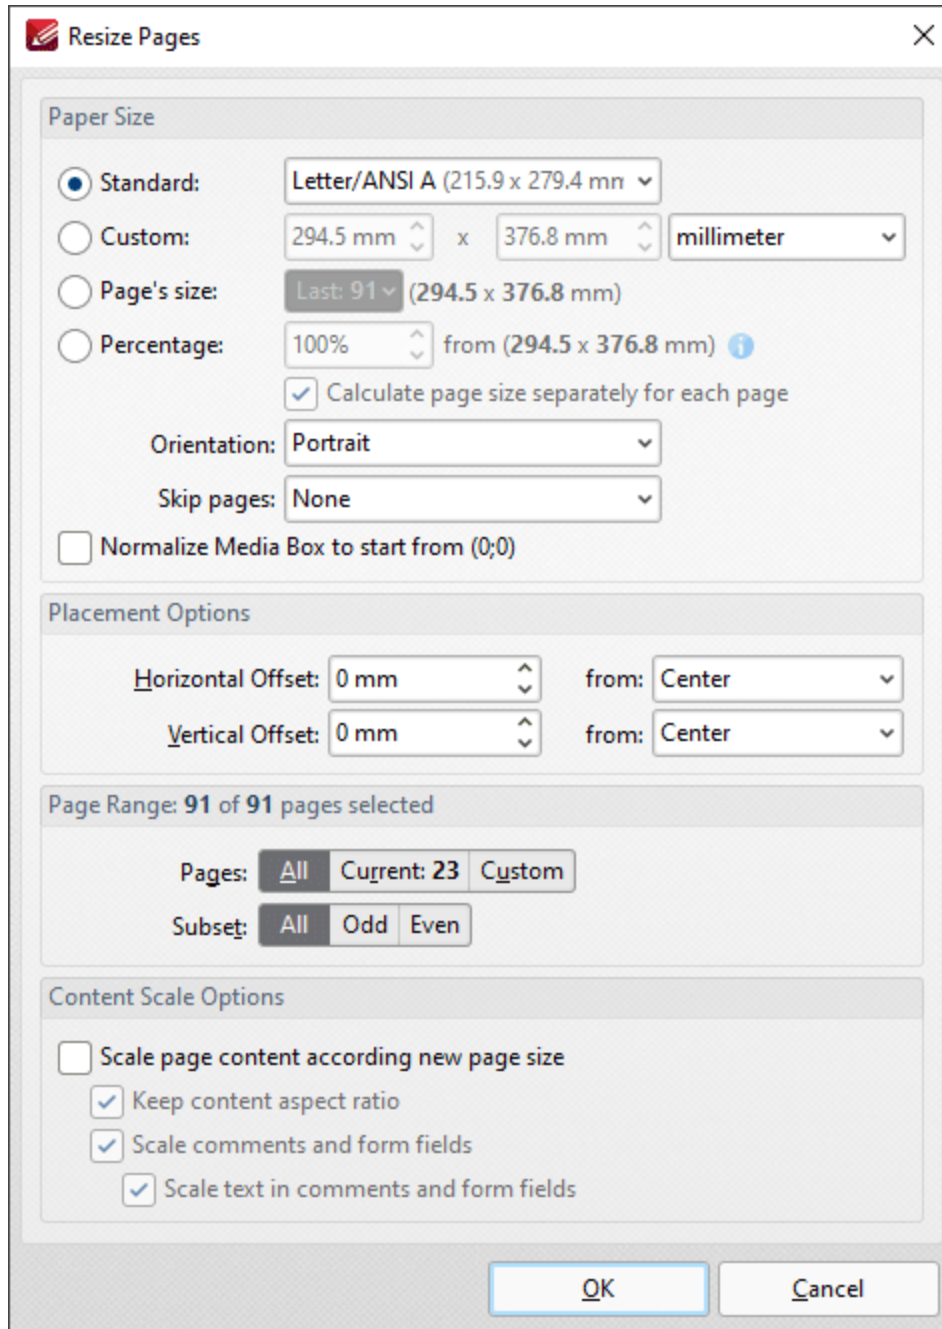 Resize Pages
Paper Size
Standard: Letter/ANSI A (215.9 x 279.4 mm
Custom: 294.5 mm x 376.8 mm millimeter
Page's size: Last: 91 (294.5 x 376.8 mm)
Percentage: 100% from (294.5 x 376.8 mm) i
Calculate page size separately for each page
Orientation: Portrait
Skip pages: None
Normalize Media Box to start from (0;0)
Placement Options
Horizontal Offset: 0 mm from: Center
Vertical Offset: 0 mm from: Center
Page Range: 91 of 91 pages selected
Pages: All Current: 23 Custom
Subset: All Odd Even
Content Scale Options
Scale page content according new page size
Keep content aspect ratio
Scale comments and form fields
Scale text in comments and form fields
OK Cancel